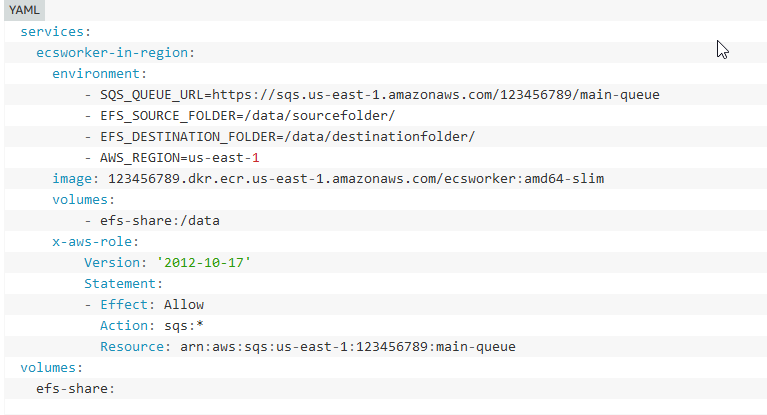 YAML
services:
  ecsworker-in-region:
    environment:
        - SQS_QUEUE_URL=https://sqs.us-east-1.amazonaws.com/123456789/main-queue
        - EFS_SOURCE_FOLDER=/data/sourcefolder/
        - EFS_DESTINATION_FOLDER=/data/destinationfolder/
        - AWS_REGION=us-east-1
    image: 123456789.dkr.ecr.us-east-1.amazonaws.com/ecsworker:amd64-slim
    volumes:
        - efs-share:/data
    x-aws-role:
        Version: '2012-10-17'
        Statement:
        - Effect: Allow
          Action: sqs:*
          Resource: arn:aws:sqs:us-east-1:123456789:main-queue
volumes:
  efs-share: